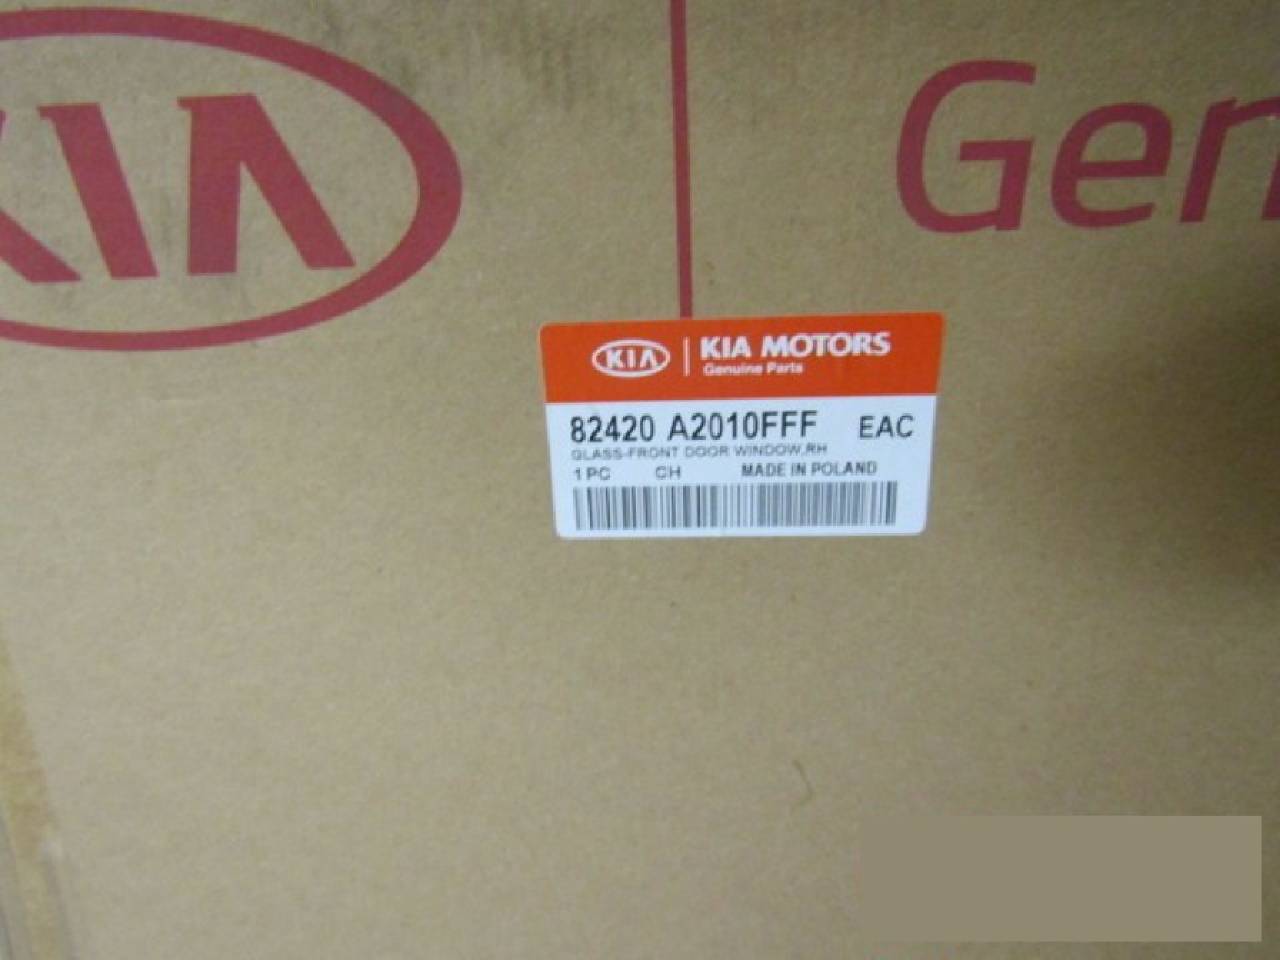 KIA
Gen
KIA | KIA MOTORS
Genuine Parts
82420 A2010FFF EAC
GLASS-FRONT DOOR WINDOW,RH
1 PC CH MADE IN POLAND